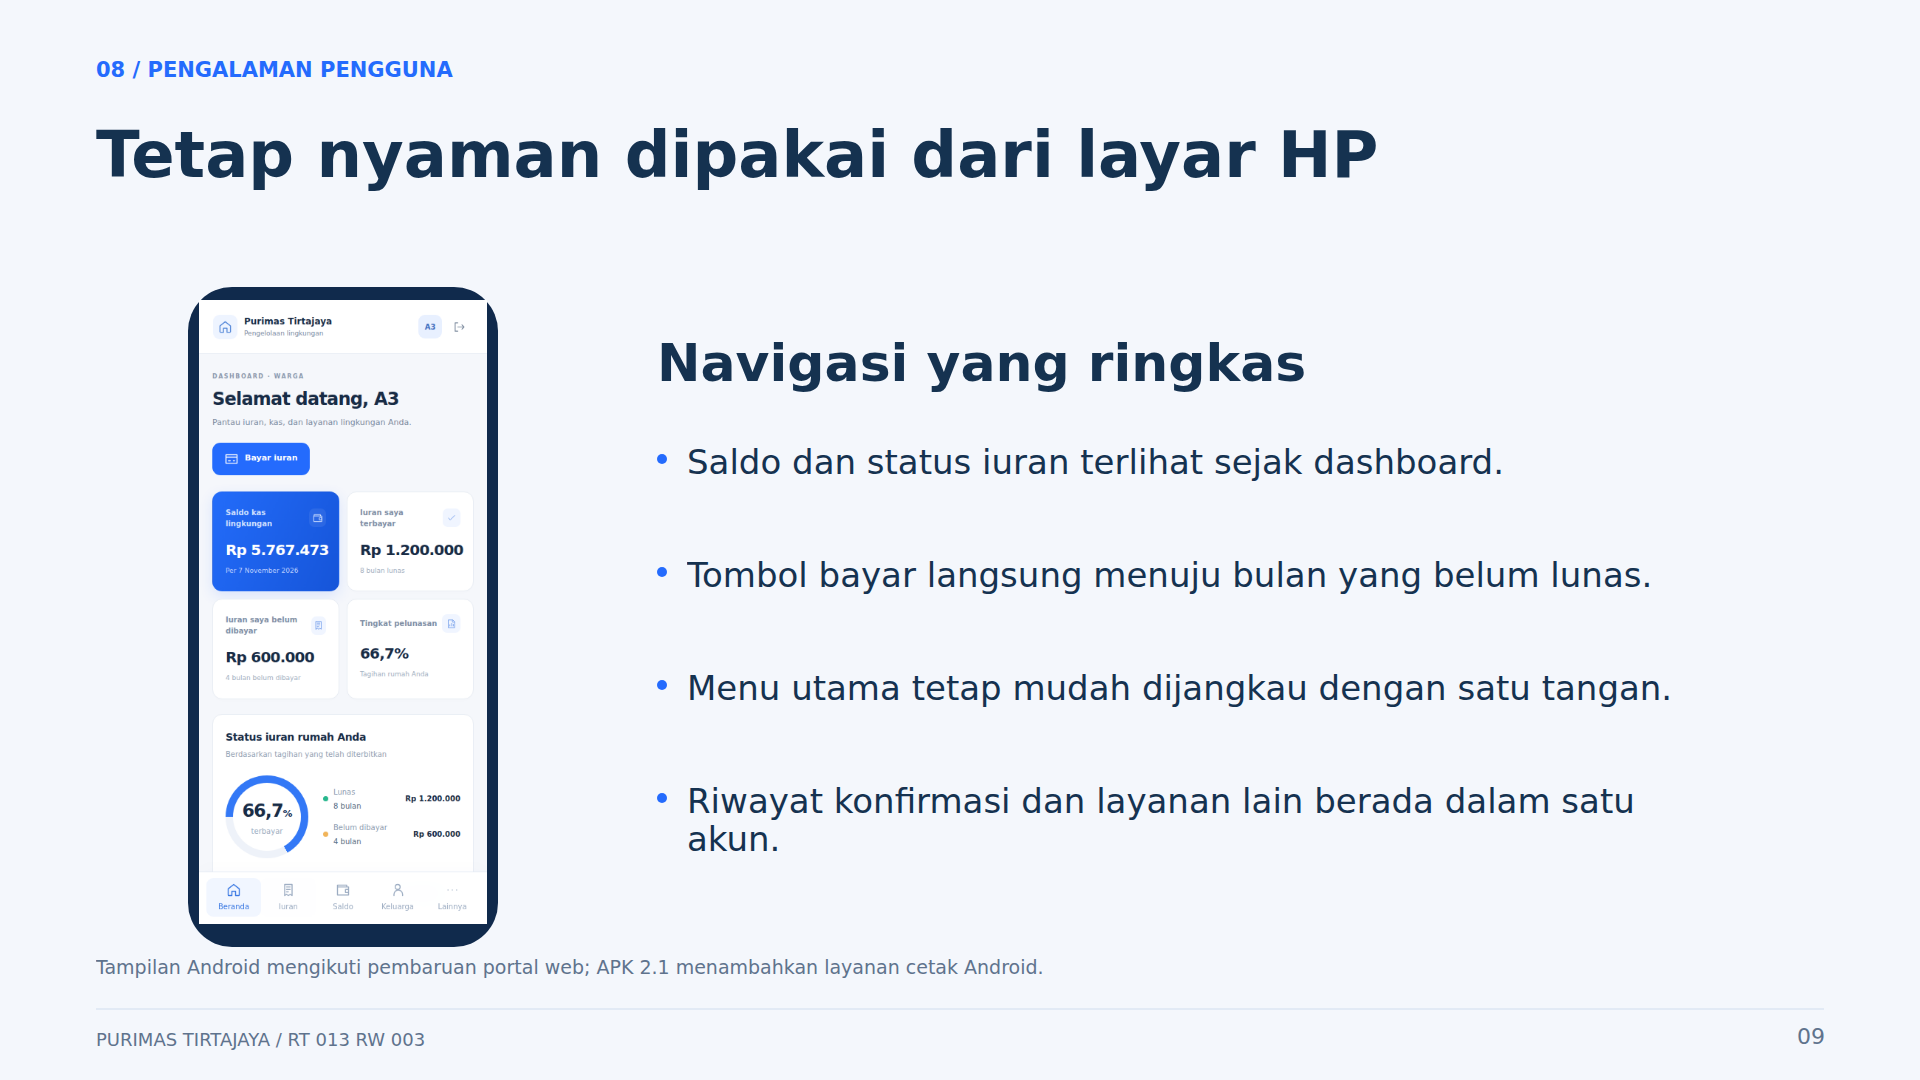 08 / PENGALAMAN PENGGUNA
Tetap nyaman dipakai dari layar HP
Purimas Tirtajaya
Pengelolaan lingkungan
A3
DASHBOARD · WARGA
Selamat datang, A3
Pantau iuran, kas, dan layanan lingkungan Anda.
Bayar iuran
Saldo kas
lingkungan
Rp 5.767.473
Per 7 November 2026
Iuran saya
terbayar
Rp 1.200.000
8 bulan lunas
Iuran saya belum
dibayar
Rp 600.000
4 bulan belum dibayar
Tingkat pelunasan
66,7%
Tagihan rumah Anda
Status iuran rumah Anda
Berdasarkan tagihan yang telah diterbitkan
66,7%
terbayar
Lunas
8 bulan
Rp 1.200.000
Belum dibayar
4 bulan
Rp 600.000
Beranda
Iuran
Saldo
Keluarga
Lainnya
Navigasi yang ringkas
• Saldo dan status iuran terlihat sejak dashboard.
• Tombol bayar langsung menuju bulan yang belum lunas.
• Menu utama tetap mudah dijangkau dengan satu tangan.
• Riwayat konfirmasi dan layanan lain berada dalam satu
akun.
Tampilan Android mengikuti pembaruan portal web; APK 2.1 menambahkan layanan cetak Android.
PURIMAS TIRTAJAYA / RT 013 RW 003
09